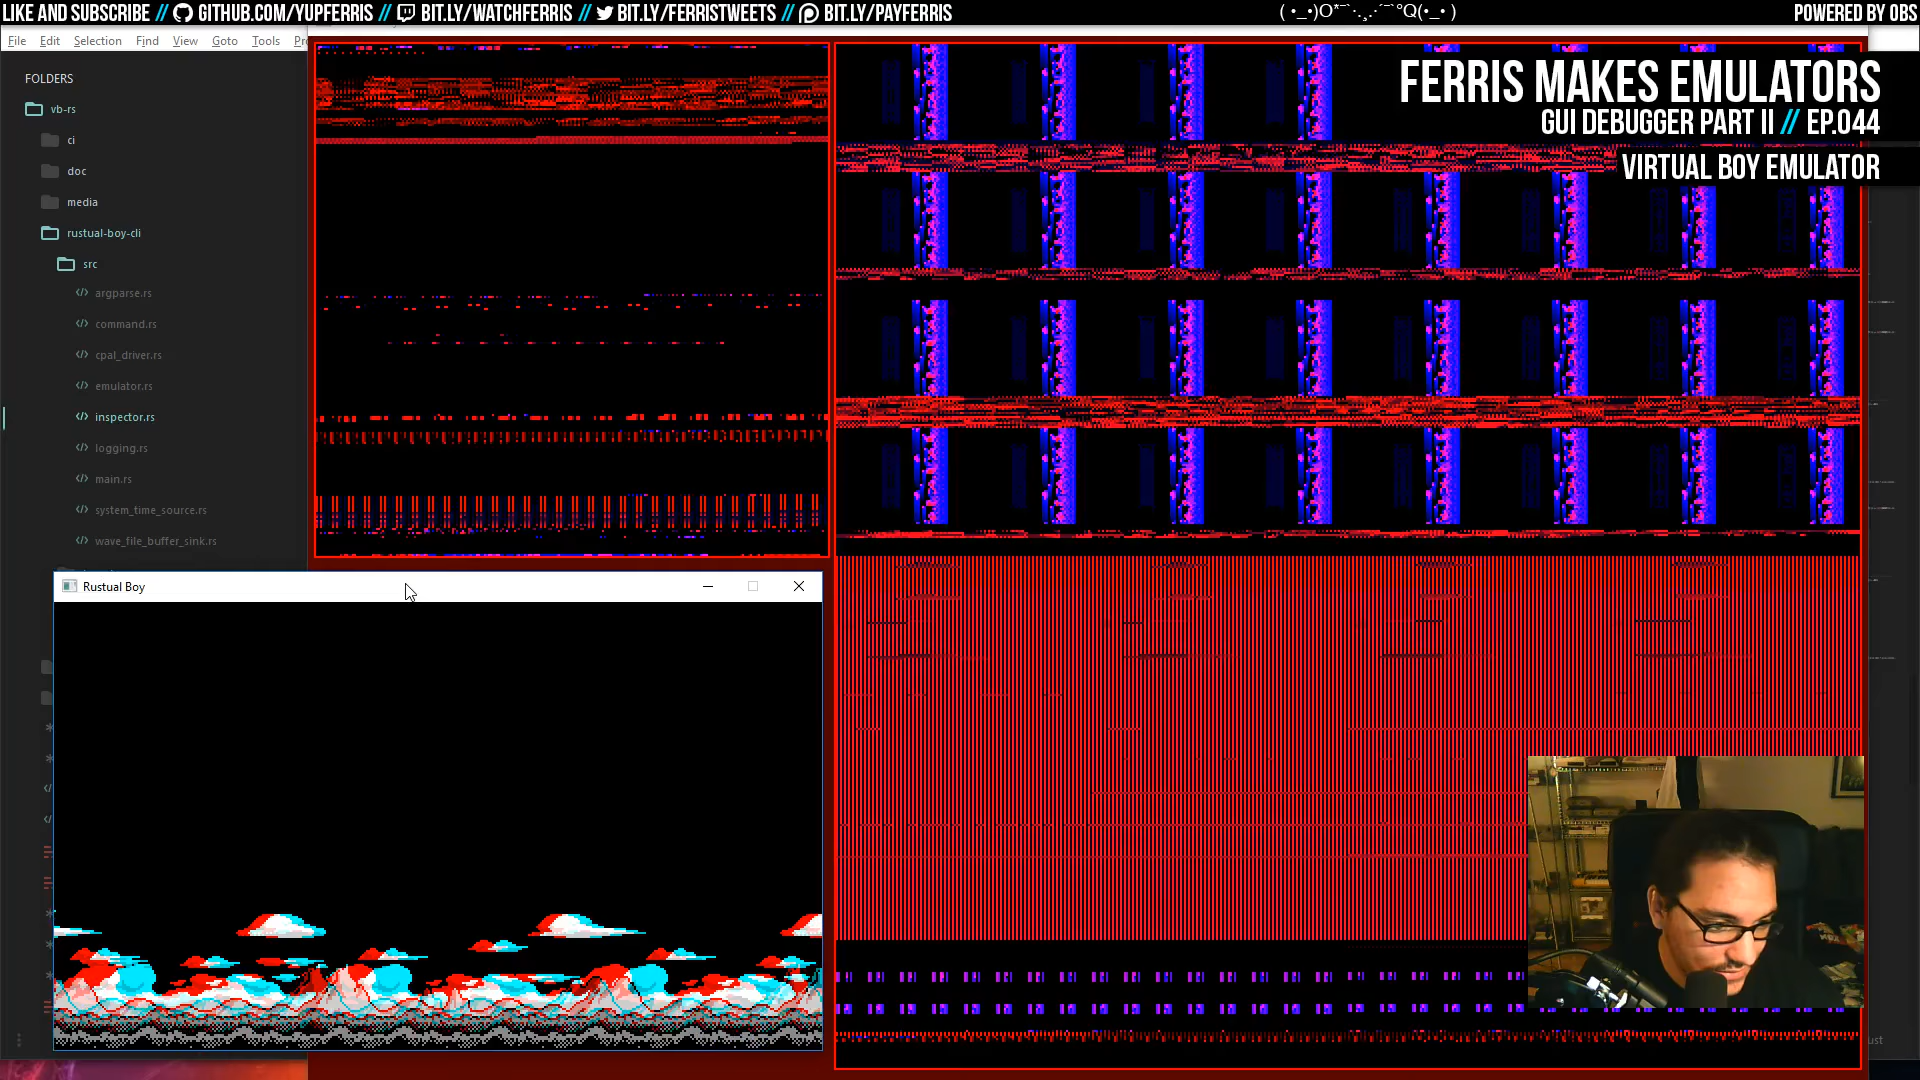 LIKE AND SUBSCRIBE // GITHUB.COM/YUPFERRIS // BIT.LY/WATCHFERRIS // BIT.LY/FERRISTWEETS // BIT.LY/PAYFERRIS
POWERED BY OBS
File Edit Selection Find View Goto Tools
FERRIS MAKES EMULATORS
GUI DEBUGGER PART II // EP.044
VIRTUAL BOY EMULATOR
FOLDERS
vb-rs
ci
doc
media
rustual-boy-cli
src
argparse.rs
command.rs
cpal_driver.rs
emulator.rs
inspector.rs
logging.rs
main.rs
system_time_source.rs
wave_file_buffer_sink.rs
Rustual Boy